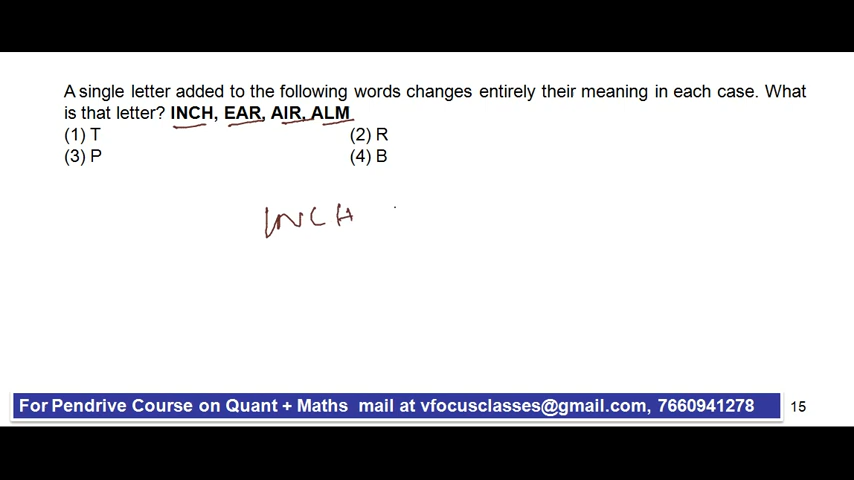 A single letter added to the following words changes entirely their meaning in each case. What
is that letter? INCH, EAR, AIR, ALM
(1) T (2) R
(3) P (4) B
INCH
For Pendrive Course on Quant + Maths mail at vfocusclasses@gmail.com, 7660941278 15